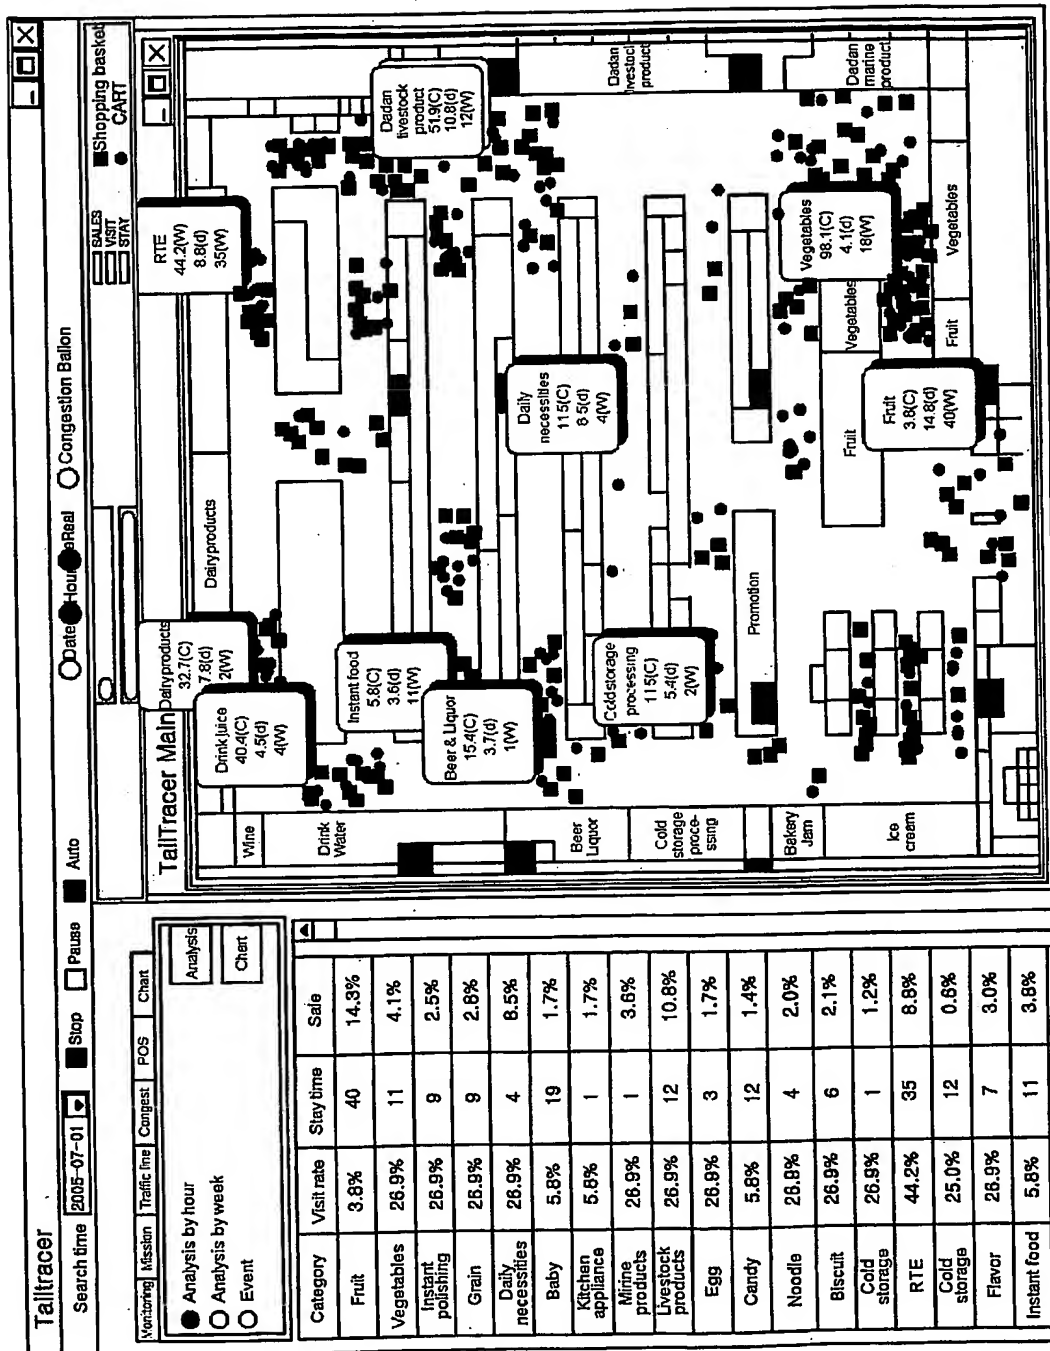 Tailtracer
Search time 2005-07-01 Stop Pause Auto Date Hour Real Congestion Ballon
Monitoring Mission Traffic line Congest POS Chart
Analysis by hour
Analysis by week
Event
Analysis
Chert
Category Visit rate Stay time Sale
Fruit 3.8% 40 14.3%
Vegetables 26.9% 11 4.1%
Instant polishing 26.9% 9 2.5%
Grain 26.9% 9 2.8%
Daily necessities 26.9% 4 8.5%
Baby 5.8% 19 1.7%
Kitchen appliance 5.8% 1 1.7%
Mirine products 26.9% 1 3.6%
Livestock products 26.9% 12 10.8%
Egg 26.9% 3 1.7%
Candy 5.8% 12 1.4%
Noodle 26.9% 4 2.0%
Biscuit 26.9% 6 2.1%
Cold storage 26.9% 1 1.2%
RTE 44.2% 35 8.8%
Cold storage 25.0% 12 0.6%
Flavor 26.9% 7 3.0%
Instant food 5.8% 11 3.8%
SALES
VISIT
STAY
Shopping basket
CART
TailTracer Main
Dairyproducts
32.7(C)
7.8(d)
2(W)
Drink juice
40.4(C)
4.5(d)
4(W)
Dairyproducts
RTE
44.2(W)
8.8(d)
35(W)
Wine
Drink
Water
Instant food
5.8(C)
3.6(d)
11(W)
Beer & Liquor
15.4(C)
3.7(d)
1(W)
Dadan
livestock
product
51.9(C)
10.8(d)
12(W)
Daily
necessities
115(C)
8 5(d)
4(W)
Beer
Liquor
Coldstorage
processing
115(C)
5.4(d)
2(W)
Dadan
livestock
product
Cold
storage
proce-
ssing
Promotion
Bakery
Jam
Vegetables
98.1(C)
4.1(d)
18(W)
Dadan
marine
product
Fruit
Vegetables
Fruit
3.8(C)
14.8(d)
40(W)
Ice
cream
Fruit
Vegetables
Vegetables